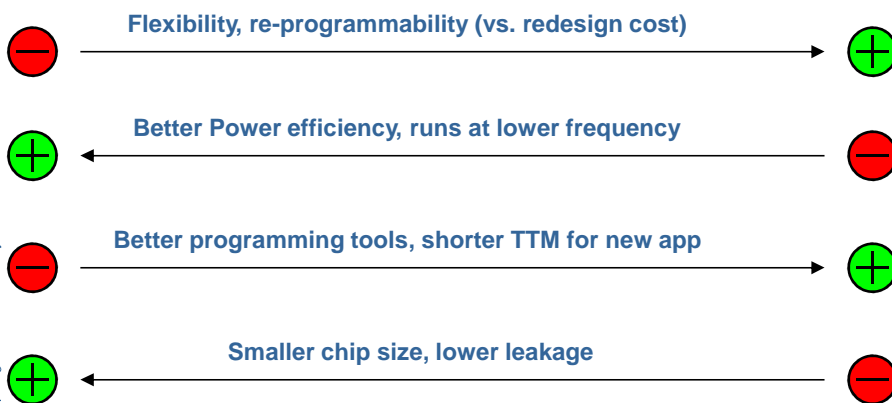 Flexibility, re-programmability (vs. redesign cost)
Better Power efficiency, runs at lower frequency
Better programming tools, shorter TTM for new app
Smaller chip size, lower leakage